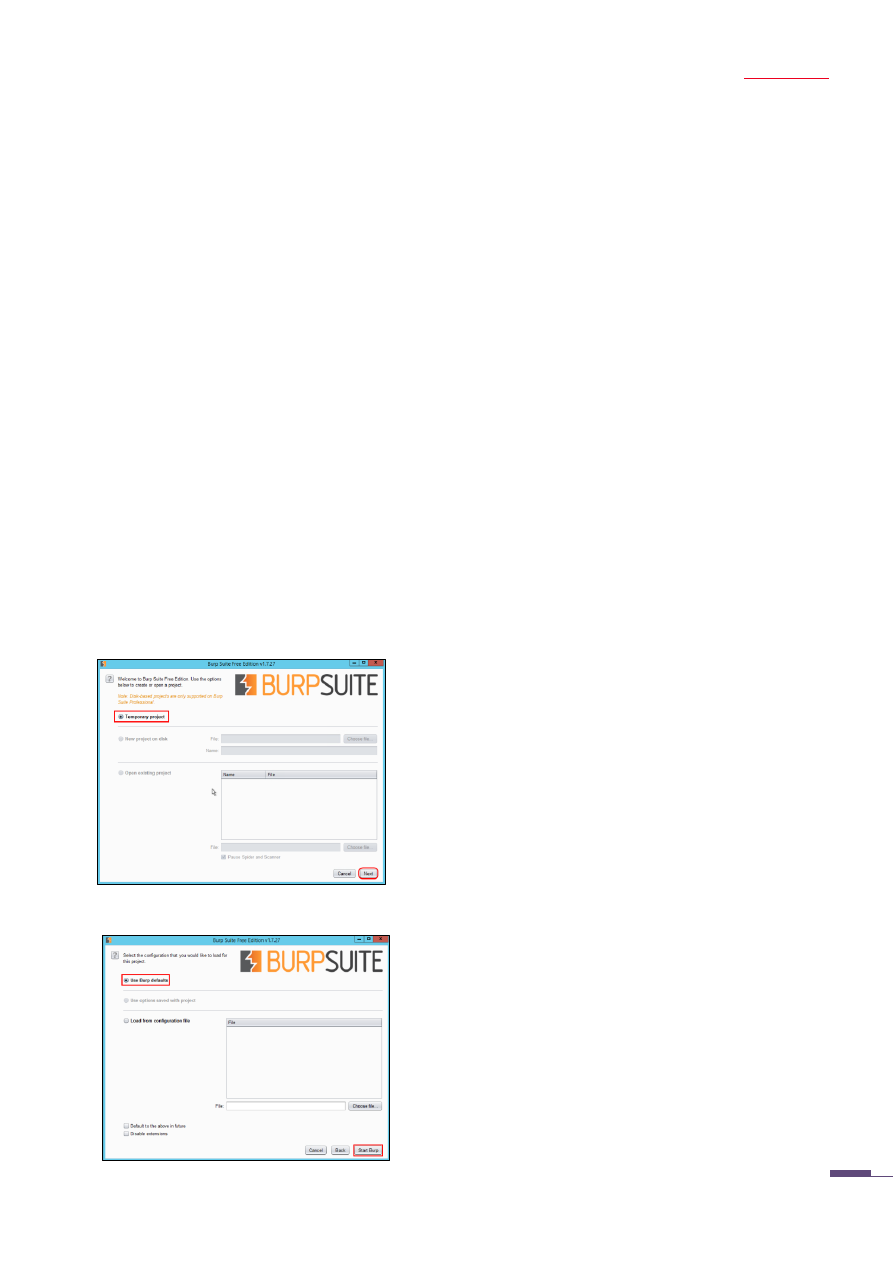 Burp Suite Free Edition v1.7.27
?
Welcome to Burp Suite Free Edition. Use the options
below to create or open a project.
BURPSUITE
Note: Disk-based projects are only supported on Burp
Suite Professional.
Temporary project
New project on disk
File:
Choose file...
Name:
Open existing project
Name
File
File:
Choose file...
Pause Spider and Scanner
Cancel
Next
Burp Suite Free Edition v1.7.27
?
Select the configuration that you would like to load for
this project.
BURPSUITE
Use Burp defaults
Use options saved with project
Load from configuration file
File
File:
Choose file...
Default to the above in future
Disable extensions
Cancel
Back
Start Burp